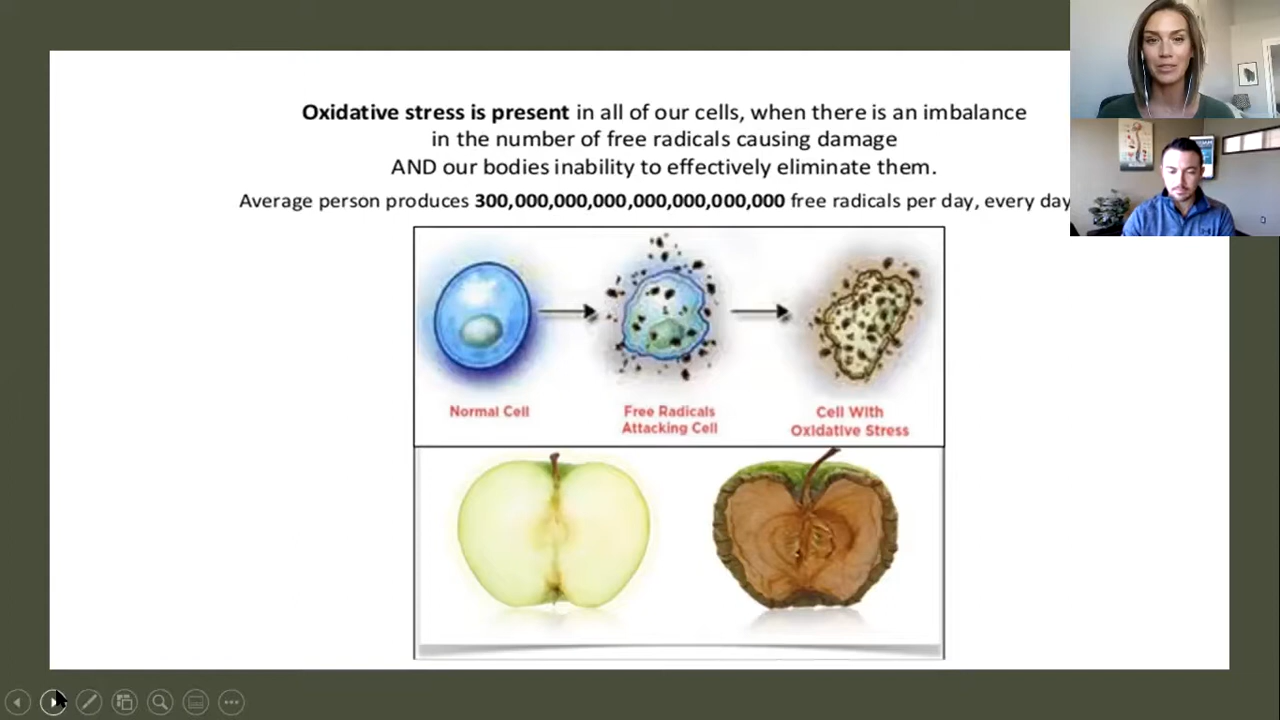 Oxidative stress is present in all of our cells, when there is an imbalance
in the number of free radicals causing damage
AND our bodies inability to effectively eliminate them.
Average person produces 300,000,000,000,000,000,000,000 free radicals per day, every day
Normal Cell
Free Radicals
Attacking Cell
Cell With
Oxidative Stress